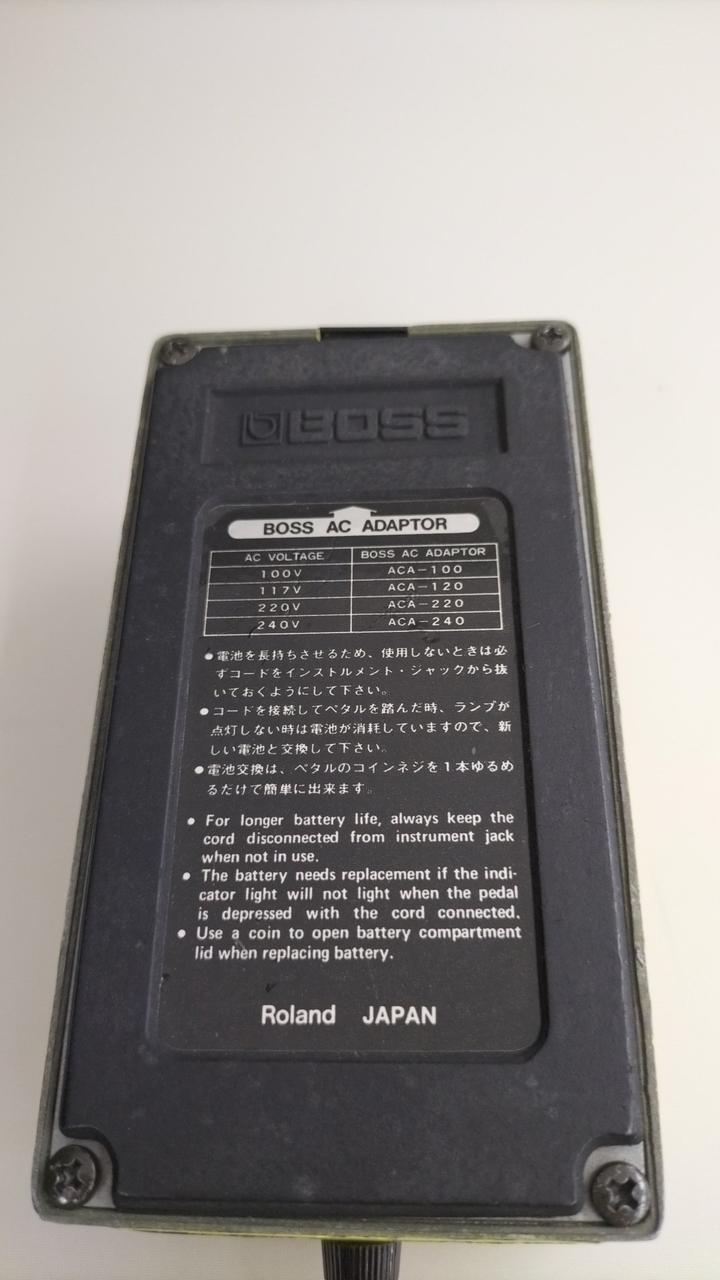 BOSS
BOSS AC ADAPTOR
AC VOLTAGE BOSS AC ADAPTOR
100V ACA-100
117V ACA-120
220V ACA-220
240V ACA-240
●電池を長持ちさせるため、使用しないときは必
ずコードをインストルメント・ジャックから抜
いておくようにして下さい。
●コードを接続してペタルを踏んだ時、ランプが
点灯しない時は電池が消耗していますので、新
しい電池と交換して下さい。
●電池交換は、ペタルのコインネジを1本ゆるめ
るだけで簡単に出来ます。
● For longer battery life, always keep the
cord disconnected from instrument jack
when not in use.
● The battery needs replacement if the indi-
cator light will not light when the pedal
is depressed with the cord connected.
● Use a coin to open battery compartment
lid when replacing battery.
Roland JAPAN